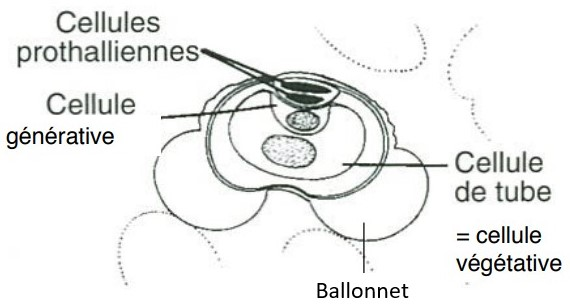 Cellules
prothalliennes
Cellule
générative
Cellule
de tube
= cellule
végétative
Ballonnet